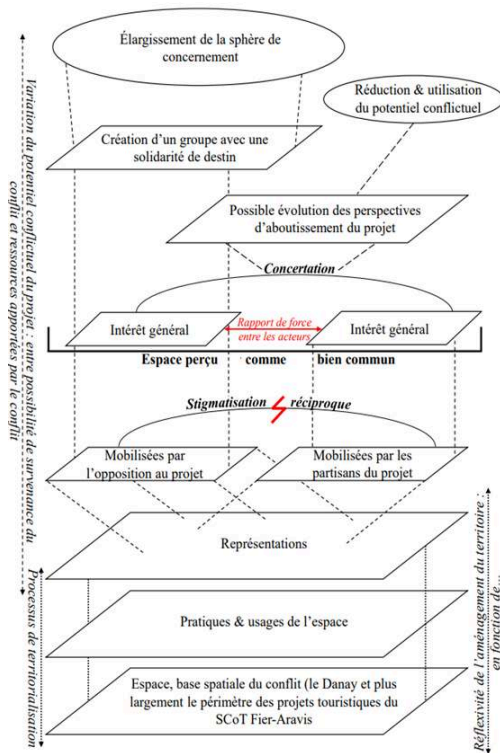 Élargissement de la sphère de
concernement
Réduction & utilisation
du potentiel conflictuel
Création d'un groupe avec une
solidarité de destin
Possible évolution des perspectives
d'aboutissement du projet
Concertation
Intérêt général
Rapport de force
entre les acteurs
Intérêt général
Espace perçu comme bien commun
Stigmatisation réciproque
Mobilisées par
l'opposition au projet
Mobilisées par les
partisans du projet
Représentations
Pratiques & usages de l'espace
Espace, base spatiale du conflit (le Danay et plus
largement le périmètre des projets touristiques du
SCoT Fier-Aravis
Variation du potentiel conflictuel du projet : entre possibilité de survenance du
conflit et ressources apportées par le conflit
Processus de territorialisation
Réflexivité de l'aménagement du territoire :
en fonction de...